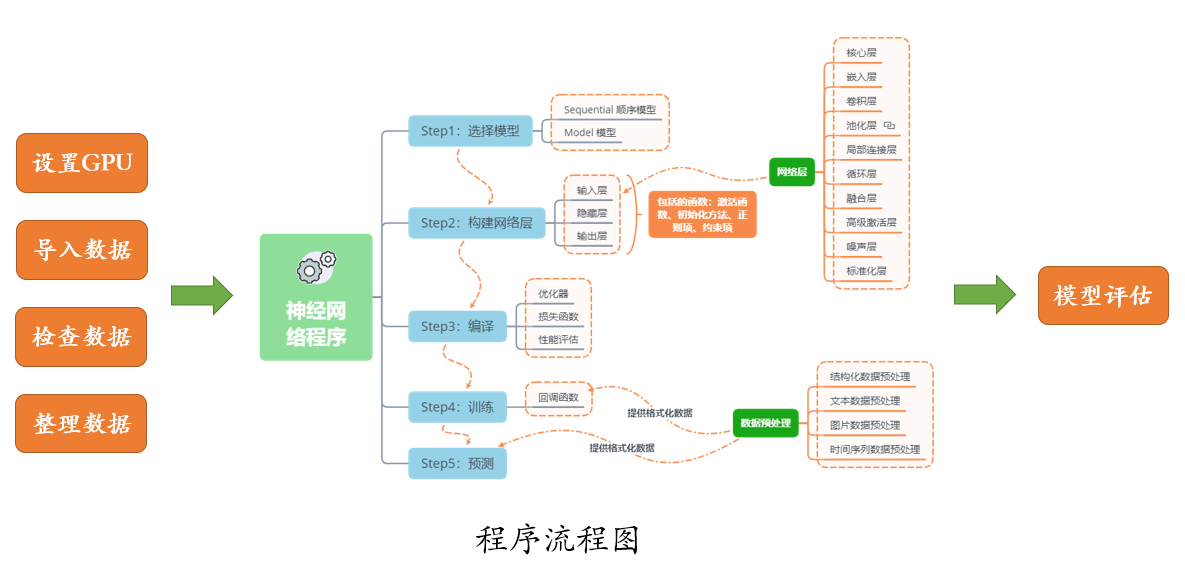 设置GPU
导入数据
检查数据
整理数据
神经网
络程序
Step1：选择模型
Sequential 顺序模型
Model 模型
Step2：构建网络层
输入层
隐藏层
输出层
包括的函数：激活函
数、初始化方法、正
则项、约束项
Step3：编译
优化器
损失函数
性能评估
Step4：训练
回调函数
Step5：预测
网络层
核心层
嵌入层
卷积层
池化层
局部连接层
循环层
融合层
高级激活层
噪声层
标准化层
提供格式化数据
提供格式化数据
数据预处理
结构化数据预处理
文本数据预处理
图片数据预处理
时间序列数据预处理
模型评估
程序流程图